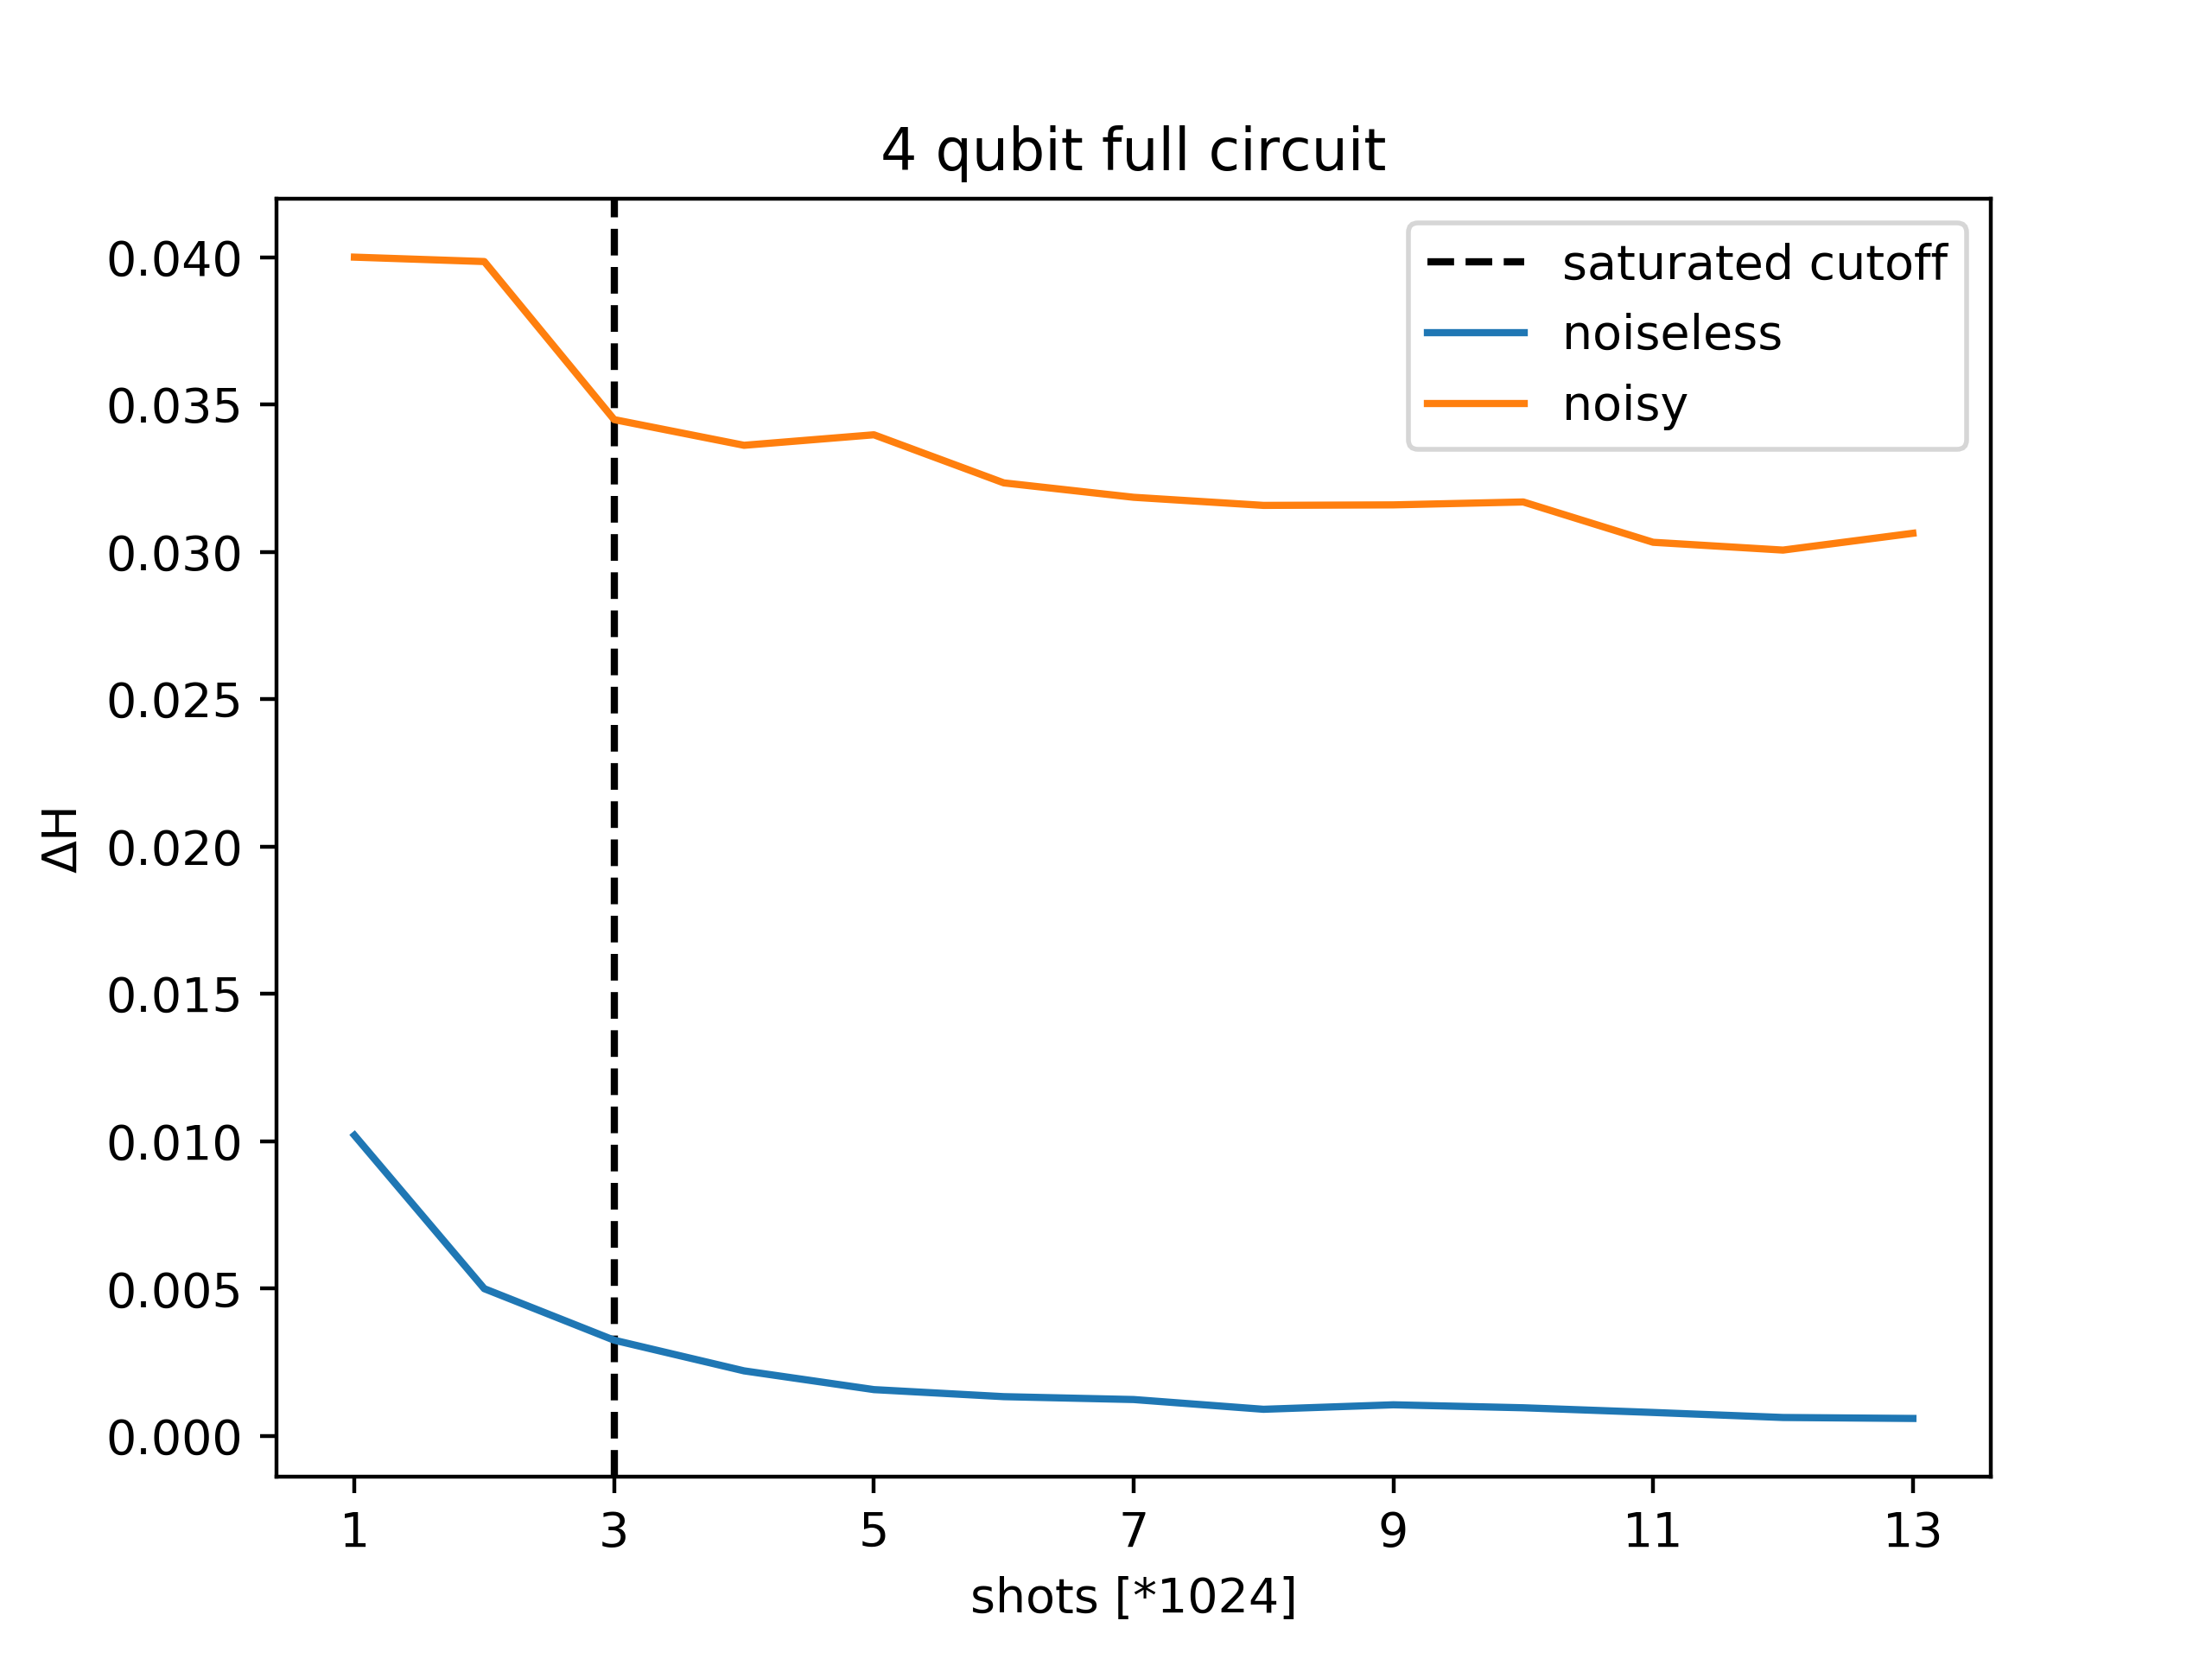 4 qubit full circuit
saturated cutoff
noiseless
noisy
0.040
0.035
0.030
0.025
0.020
0.015
0.010
0.005
0.000
ΔH
1 3 5 7 9 11 13
shots [*1024]